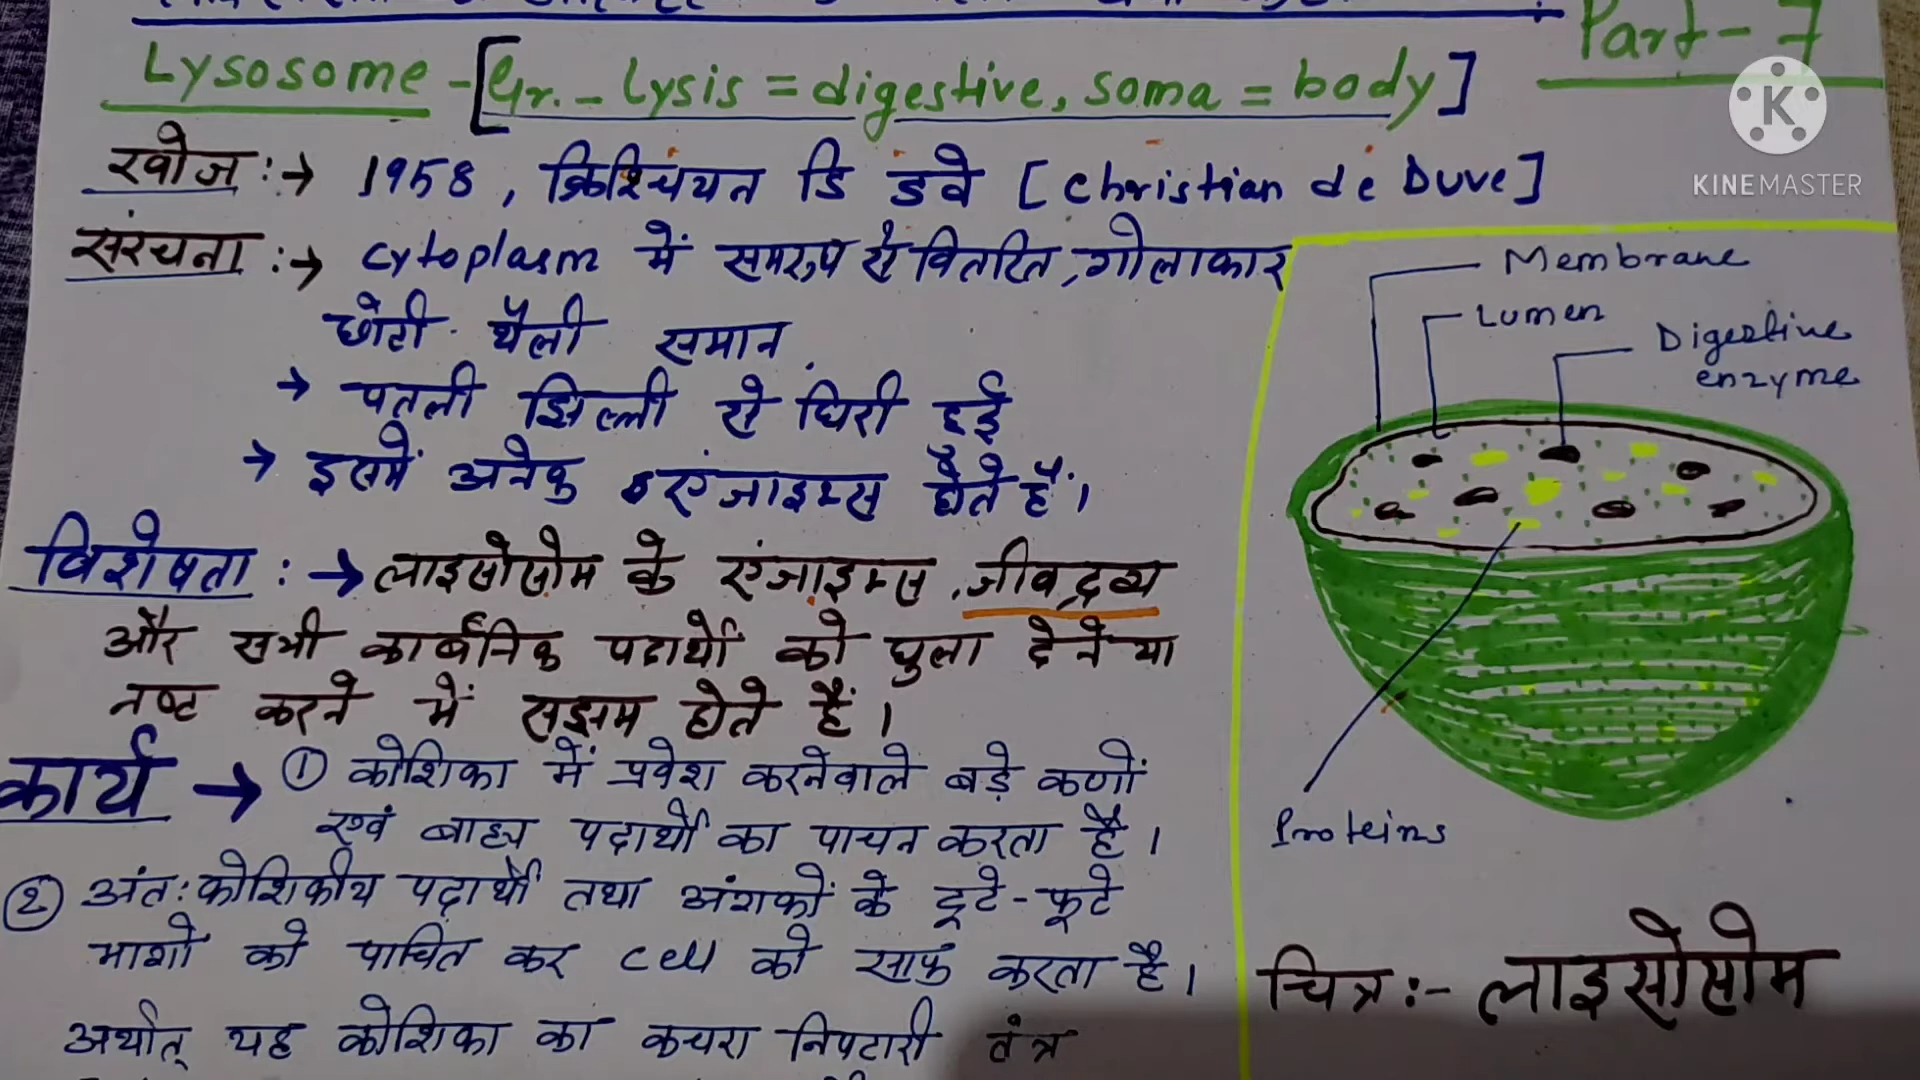 Part - 7
Lysosome - [Gr. - Lysis = digestive, soma = body]
खोज :→ 1958, क्रिश्चियन डि डवे [Christian de Duve]
संरचना :→ cytoplasm में समरुप से वितरित, गोलाकार
छोटी थैली समान
→ पतली झिल्ली से घिरी हुई
→ इसमें अनेक एंजाइम्स होते हैं।
विशेषता :→ लाइसोसोम के एंजाइम्स, जीवद्रव्य
और सभी कार्बनिक पदार्थों को घुला देने या
नष्ट करने में सक्षम होते हैं।
कार्य → ① कोशिका में प्रवेश करनेवाले बड़े कणों
एवं बाह्य पदार्थों का पाचन करता है।
② अंतः कोशिकीय पदार्थों तथा अंगकों के टूटे-फूटे
भागों को पाचित कर cell को साफ करता है।
अर्थात् यह कोशिका का कचरा निपटारी तंत्र
Membrane
Lumen
Digestive
enzyme
Proteins
चित्र :- लाइसोसोम
K
KINEMASTER